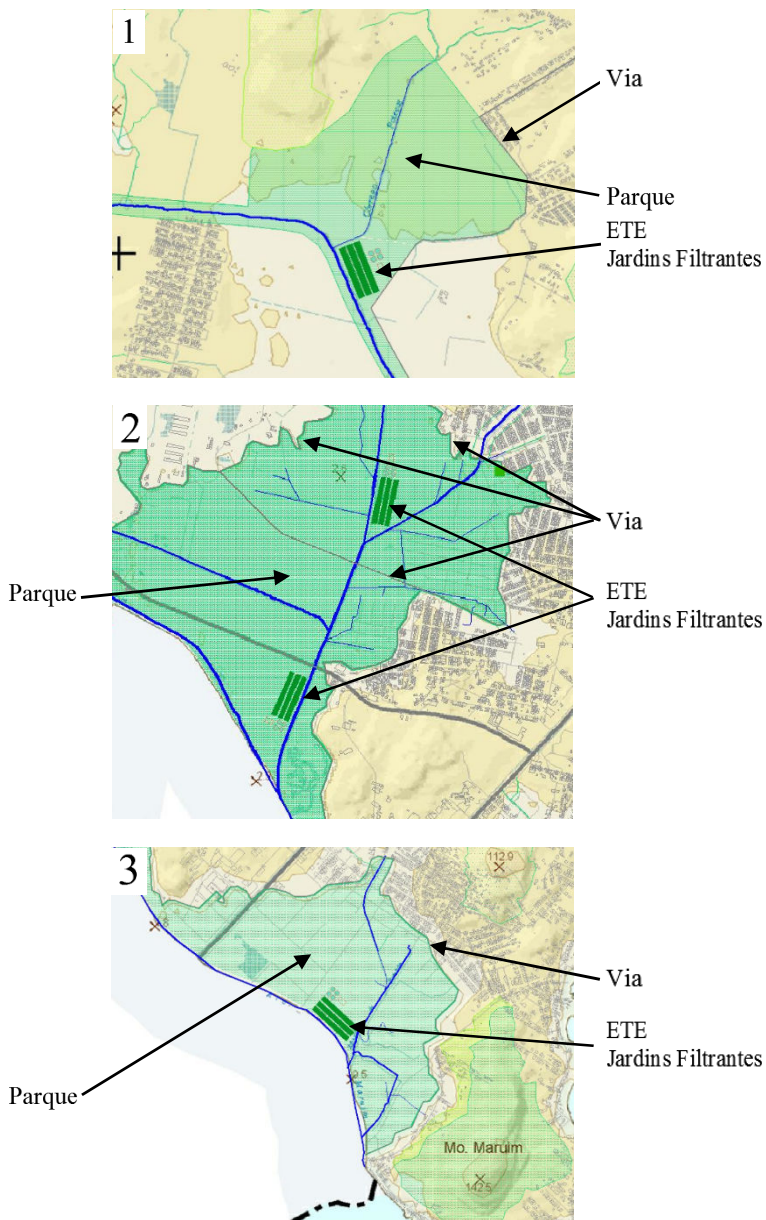 1
Via
Parque
ETE
Jardins Filtrantes
Córrego
2
Via
Parque
ETE
Jardins Filtrantes
3
112.9
Via
ETE
Jardins Filtrantes
Parque
Mo. Maruim
142.5